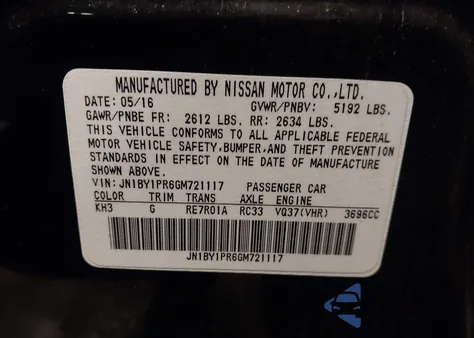 MANUFACTURED BY NISSAN MOTOR CO.,LTD.
DATE: 05/16 GVWR/PNBV: 5192 LBS.
GAWR/PNBE FR: 2612 LBS. RR: 2634 LBS.
THIS VEHICLE CONFORMS TO ALL APPLICABLE FEDERAL
MOTOR VEHICLE SAFETY,BUMPER,AND THEFT PREVENTION
STANDARDS IN EFFECT ON THE DATE OF MANUFACTURE
SHOWN ABOVE.
VIN: JN1BY1PR6GM721117 PASSENGER CAR
COLOR TRIM TRANS AXLE ENGINE
KH3 G RE7R01A RC33 VQ37(VHR) 3696CC
JN1BY1PR6GM721117